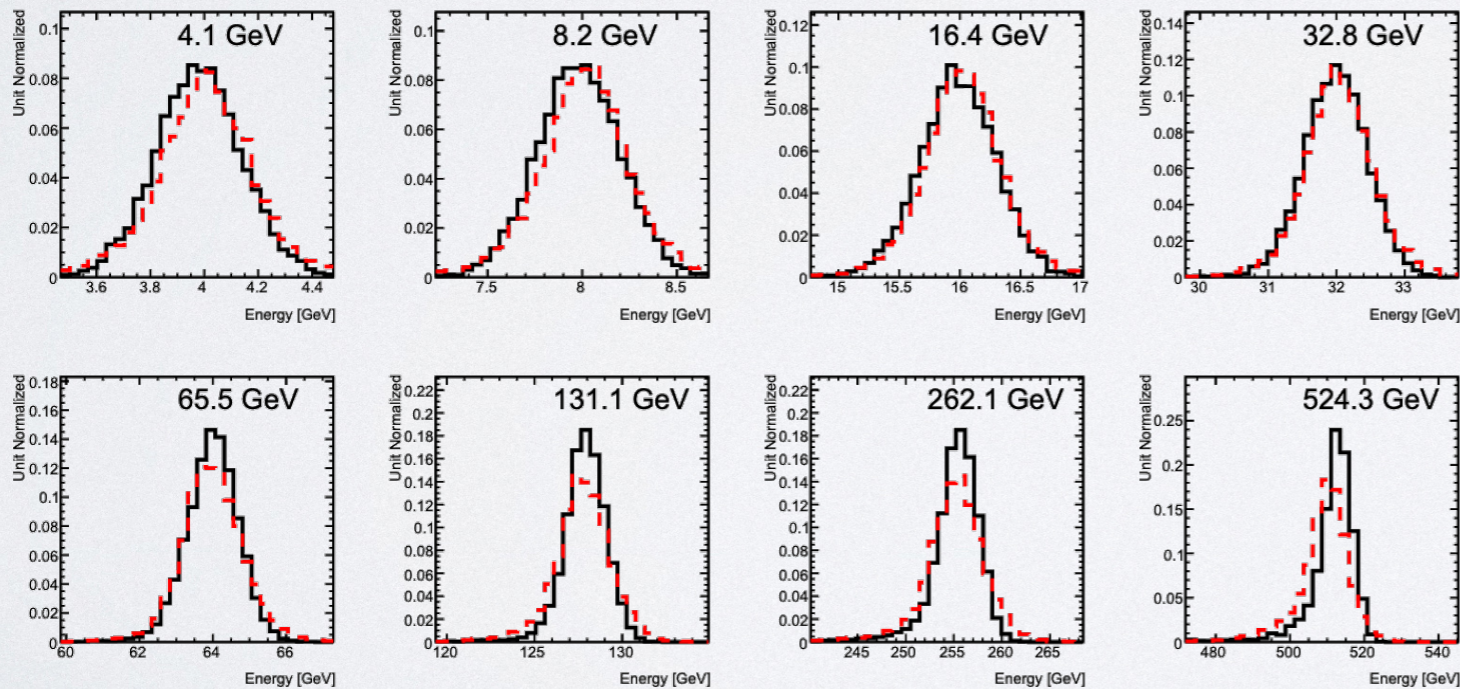 4.1 GeV
Unit Normalized
0.1
0.08
0.06
0.04
0.02
0
3.6 3.8 4 4.2 4.4
Energy [GeV]
8.2 GeV
Unit Normalized
0.1
0.08
0.06
0.04
0.02
0
7.5 8 8.5
Energy [GeV]
16.4 GeV
Unit Normalized
0.12
0.1
0.08
0.06
0.04
0.02
0
15 15.5 16 16.5 17
Energy [GeV]
32.8 GeV
Unit Normalized
0.14
0.12
0.1
0.08
0.06
0.04
0.02
0
30 31 32 33
Energy [GeV]
65.5 GeV
Unit Normalized
0.18
0.16
0.14
0.12
0.1
0.08
0.06
0.04
0.02
0
60 62 64 66
Energy [GeV]
131.1 GeV
Unit Normalized
0.22
0.2
0.18
0.16
0.14
0.12
0.1
0.08
0.06
0.04
0.02
0
120 125 130
Energy [GeV]
262.1 GeV
Unit Normalized
0.22
0.2
0.18
0.16
0.14
0.12
0.1
0.08
0.06
0.04
0.02
0
245 250 255 260 265
Energy [GeV]
524.3 GeV
Unit Normalized
0.25
0.2
0.15
0.1
0.05
0
480 500 520 540
Energy [GeV]